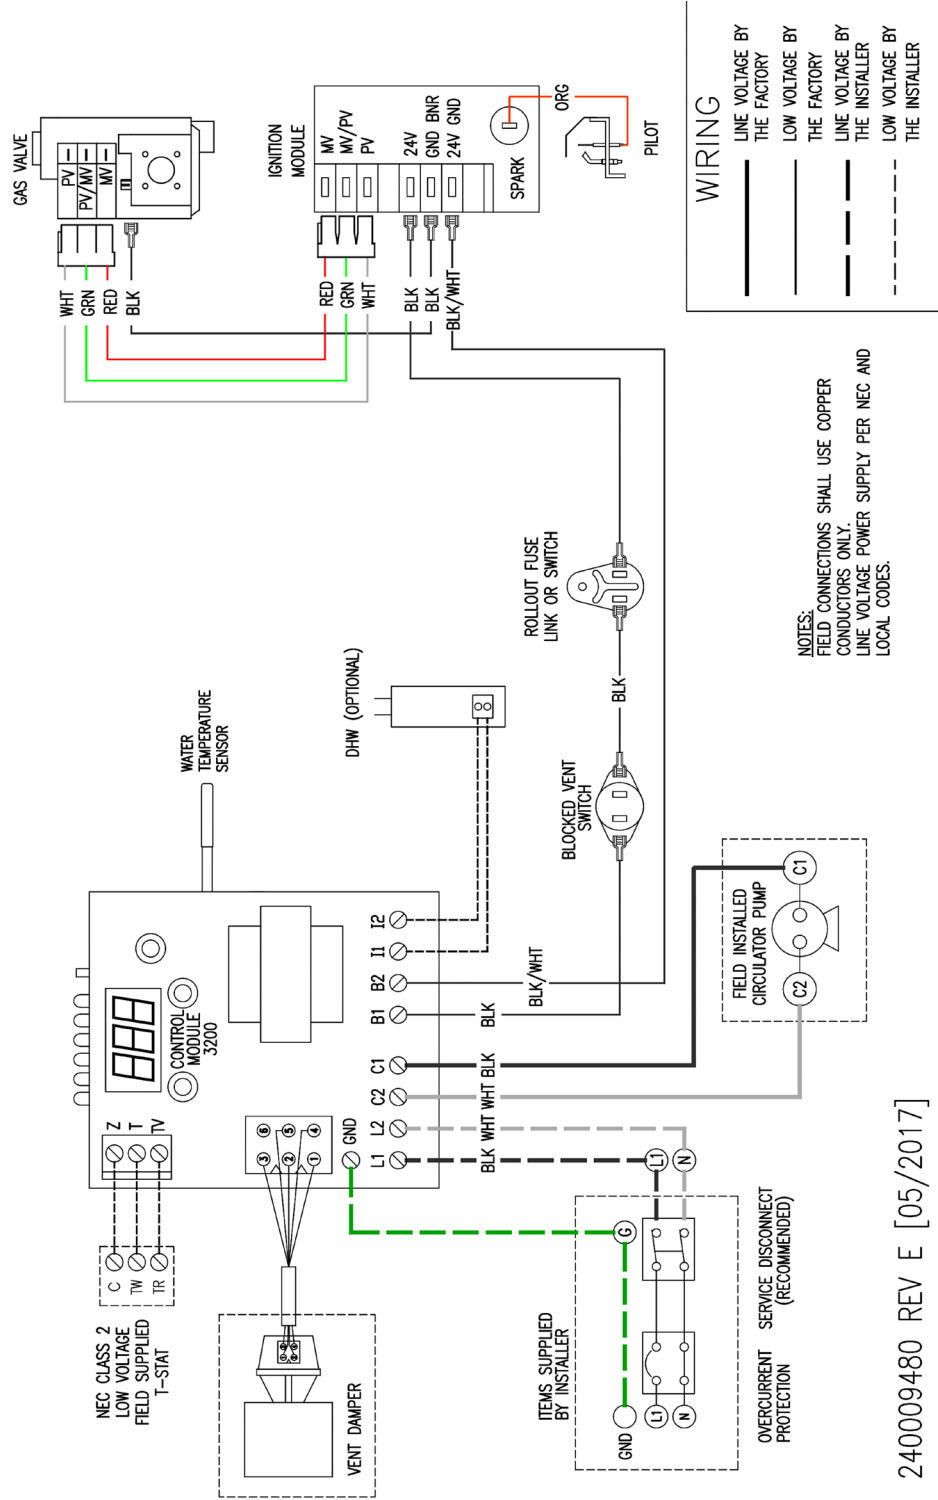 NEC CLASS 2
LOW VOLTAGE
FIELD SUPPLIED
T-STAT
C
TW
TR
Z
T
TV
888
CONTROL
MODULE
3200
WATER
TEMPERATURE
SENSOR
GAS VALVE
PV
PV/MV
MV
WHT
GRN
RED
BLK
IGNITION
MODULE
MV
MV/PV
PV
24V
GND BNR
24V GND
SPARK
ORG
PILOT
RED
GRN
WHT
BLK
BLK
BLK/WHT
VENT DAMPER
3
2
1
6
5
4
GND
L1
L2
C2
C1
B1
B2
I1
I2
BLK
WHT
WHT
BLK
BLK
BLK/WHT
DHW (OPTIONAL)
BLOCKED VENT
SWITCH
BLK
ROLLOUT FUSE
LINK OR SWITCH
ITEMS SUPPLIED
BY INSTALLER
GND
G
L1
N
L1
N
OVERCURRENT
PROTECTION
SERVICE DISCONNECT
(RECOMMENDED)
FIELD INSTALLED
CIRCULATOR PUMP
C2
C1
NOTES:
FIELD CONNECTIONS SHALL USE COPPER
CONDUCTORS ONLY.
LINE VOLTAGE POWER SUPPLY PER NEC AND
LOCAL CODES.
WIRING
LINE VOLTAGE BY
THE FACTORY
LOW VOLTAGE BY
THE FACTORY
LINE VOLTAGE BY
THE INSTALLER
LOW VOLTAGE BY
THE INSTALLER
240009480 REV E [05/2017]